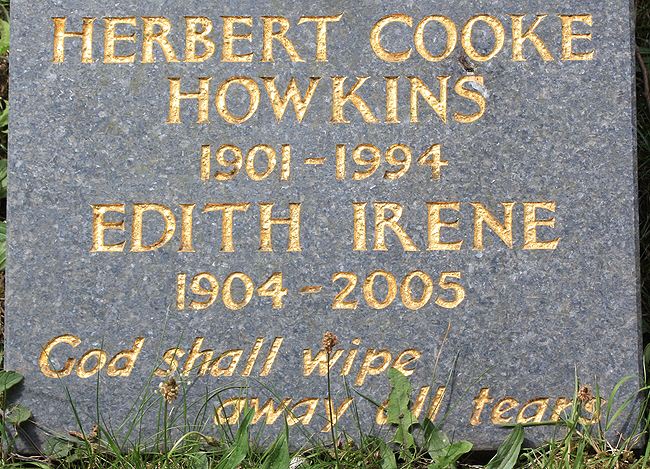 HERBERT COOKE
HOWKINS
1901-1994
EDITH IRENE
1904-2005
God shall wipe
away all tears